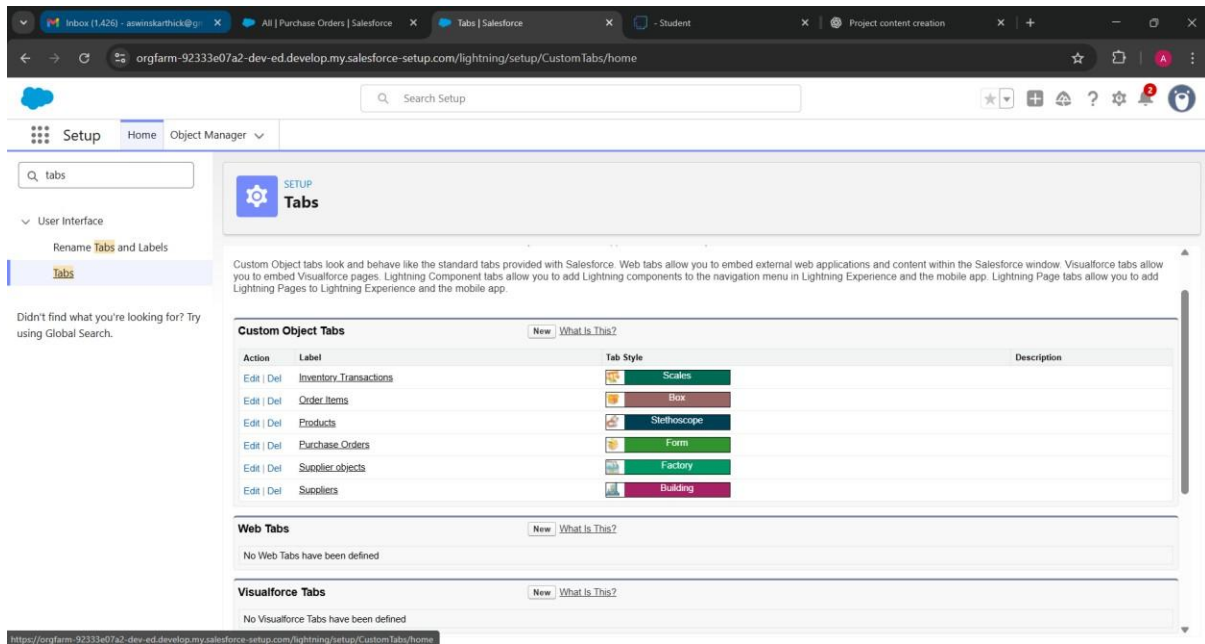 Inbox (1,426) - aswinskarthick@g
All | Purchase Orders | Salesforce
Tabs | Salesforce
- Student
Project content creation
orgfarm-92333e07a2-dev-ed.develop.my.salesforce-setup.com/lightning/setup/CustomTabs/home
A
Search Setup
2
Setup
Home
Object Manager
tabs
User Interface
Rename Tabs and Labels
Tabs
Didn't find what you're looking for? Try
using Global Search.
SETUP
Tabs
Custom Object tabs look and behave like the standard tabs provided with Salesforce. Web tabs allow you to embed external web applications and content within the Salesforce window. Visualforce tabs allow
you to embed Visualforce pages. Lightning Component tabs allow you to add Lightning components to the navigation menu in Lightning Experience and the mobile app. Lightning Page tabs allow you to add
Lightning Pages to Lightning Experience and the mobile app.
Custom Object Tabs New What Is This?
Action Label Tab Style Description
Edit | Del Inventory Transactions Scales
Edit | Del Order Items Box
Edit | Del Products Stethoscope
Edit | Del Purchase Orders Form
Edit | Del Supplier objects Factory
Edit | Del Suppliers Building
Web Tabs New What Is This?
No Web Tabs have been defined
Visualforce Tabs New What Is This?
No Visualforce Tabs have been defined
https://orgfarm-92333e07a2-dev-ed.develop.my.salesforce-setup.com/lightning/setup/CustomTabs/home